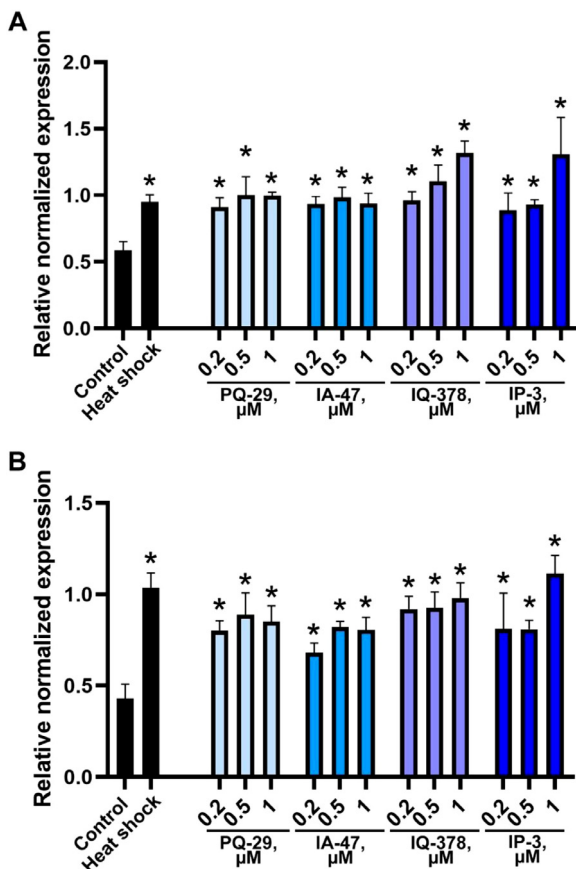 A
Relative normalized expression
2.0
1.5
1.0
0.5
0.0
* * * * * * * * * * * * *
Control
Heat shock
0.2 0.5 1 0.2 0.5 1 0.2 0.5 1 0.2 0.5 1
PQ-29, µM
IA-47, µM
IQ-378, µM
IP-3, µM
B
Relative normalized expression
1.5
1.0
0.5
0.0
* * * * * * * * * * * * *
Control
Heat shock
0.2 0.5 1 0.2 0.5 1 0.2 0.5 1 0.2 0.5 1
PQ-29, µM
IA-47, µM
IQ-378, µM
IP-3, µM